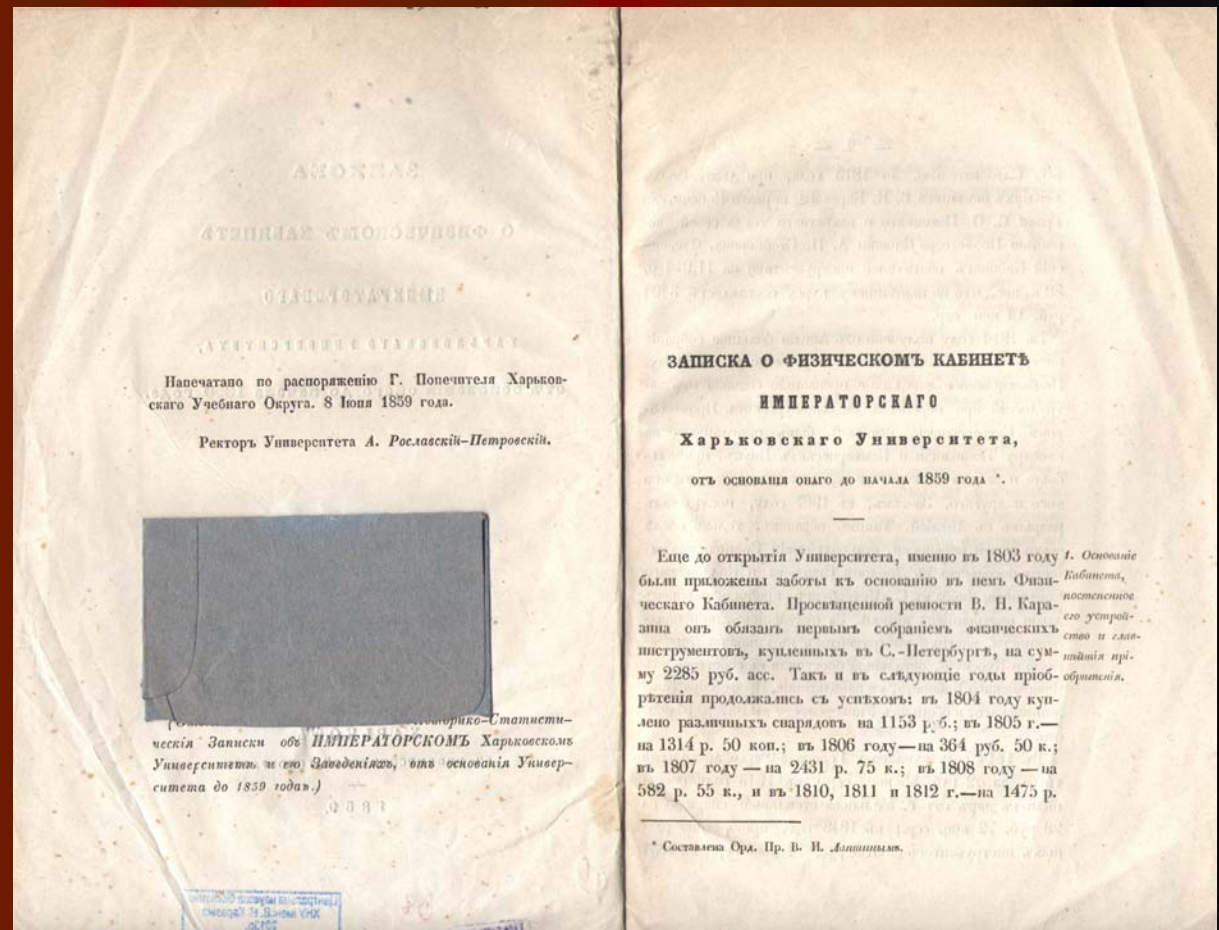 Напечатано по распоряженію Г. Попечителя Харьков-
скаго Учебнаго Округа. 8 Іюня 1859 года.
Ректоръ Университета А. Рославскій-Петровскій.
Историко-Статисти-
ческія Записки объ ИМПЕРАТОРСКОМЪ Харьковскомъ
Университетѣ и его Заведеніяхъ, отъ основанія Универ-
ситета до 1859 года».)
ЗАПИСКА О ФИЗИЧЕСКОМЪ КАБИНЕТѢ
ИМПЕРАТОРСКАГО
Харьковскаго Университета,
отъ основанія онаго до начала 1859 года *.
Еще до открытія Университета, именно въ 1803 году
были приложены заботы къ основанію въ немъ Физи-
ческаго Кабинета. Просвѣщенной ревности В. Н. Кара-
зина онъ обязанъ первымъ собраніемъ физическихъ
инструментовъ, купленныхъ въ С.-Петербургѣ, на сум-
му 2285 руб. асс. Такъ и въ слѣдующіе годы пріоб-
рѣтенія продолжались съ успѣхомъ: въ 1804 году куп-
лено различныхъ снарядовъ на 1153 руб.; въ 1805 г.—
на 1314 р. 50 коп.; въ 1806 году—на 364 руб. 50 к.;
въ 1807 году — на 2431 р. 75 к.; въ 1808 году — на
582 р. 55 к., и въ 1810, 1811 и 1812 г.—на 1475 р.
1. Основаніе
Кабинета,
постепенное
его устрой-
ство и глав-
нѣйшія прі-
обрѣтенія.
* Составлена Орд. Пр. В. И. Лапшинымъ.